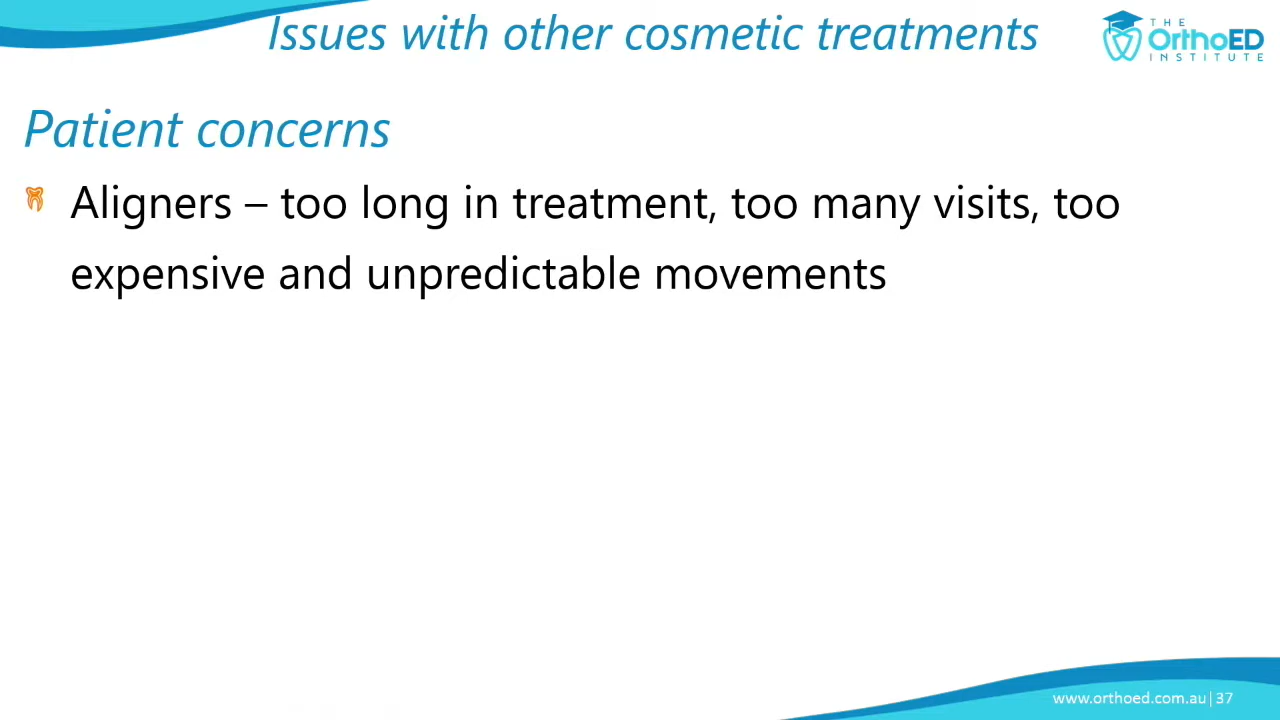 Issues with other cosmetic treatments
THE
OrthoED
INSTITUTE
Patient concerns
Aligners – too long in treatment, too many visits, too
expensive and unpredictable movements
www.orthoed.com.au| 37